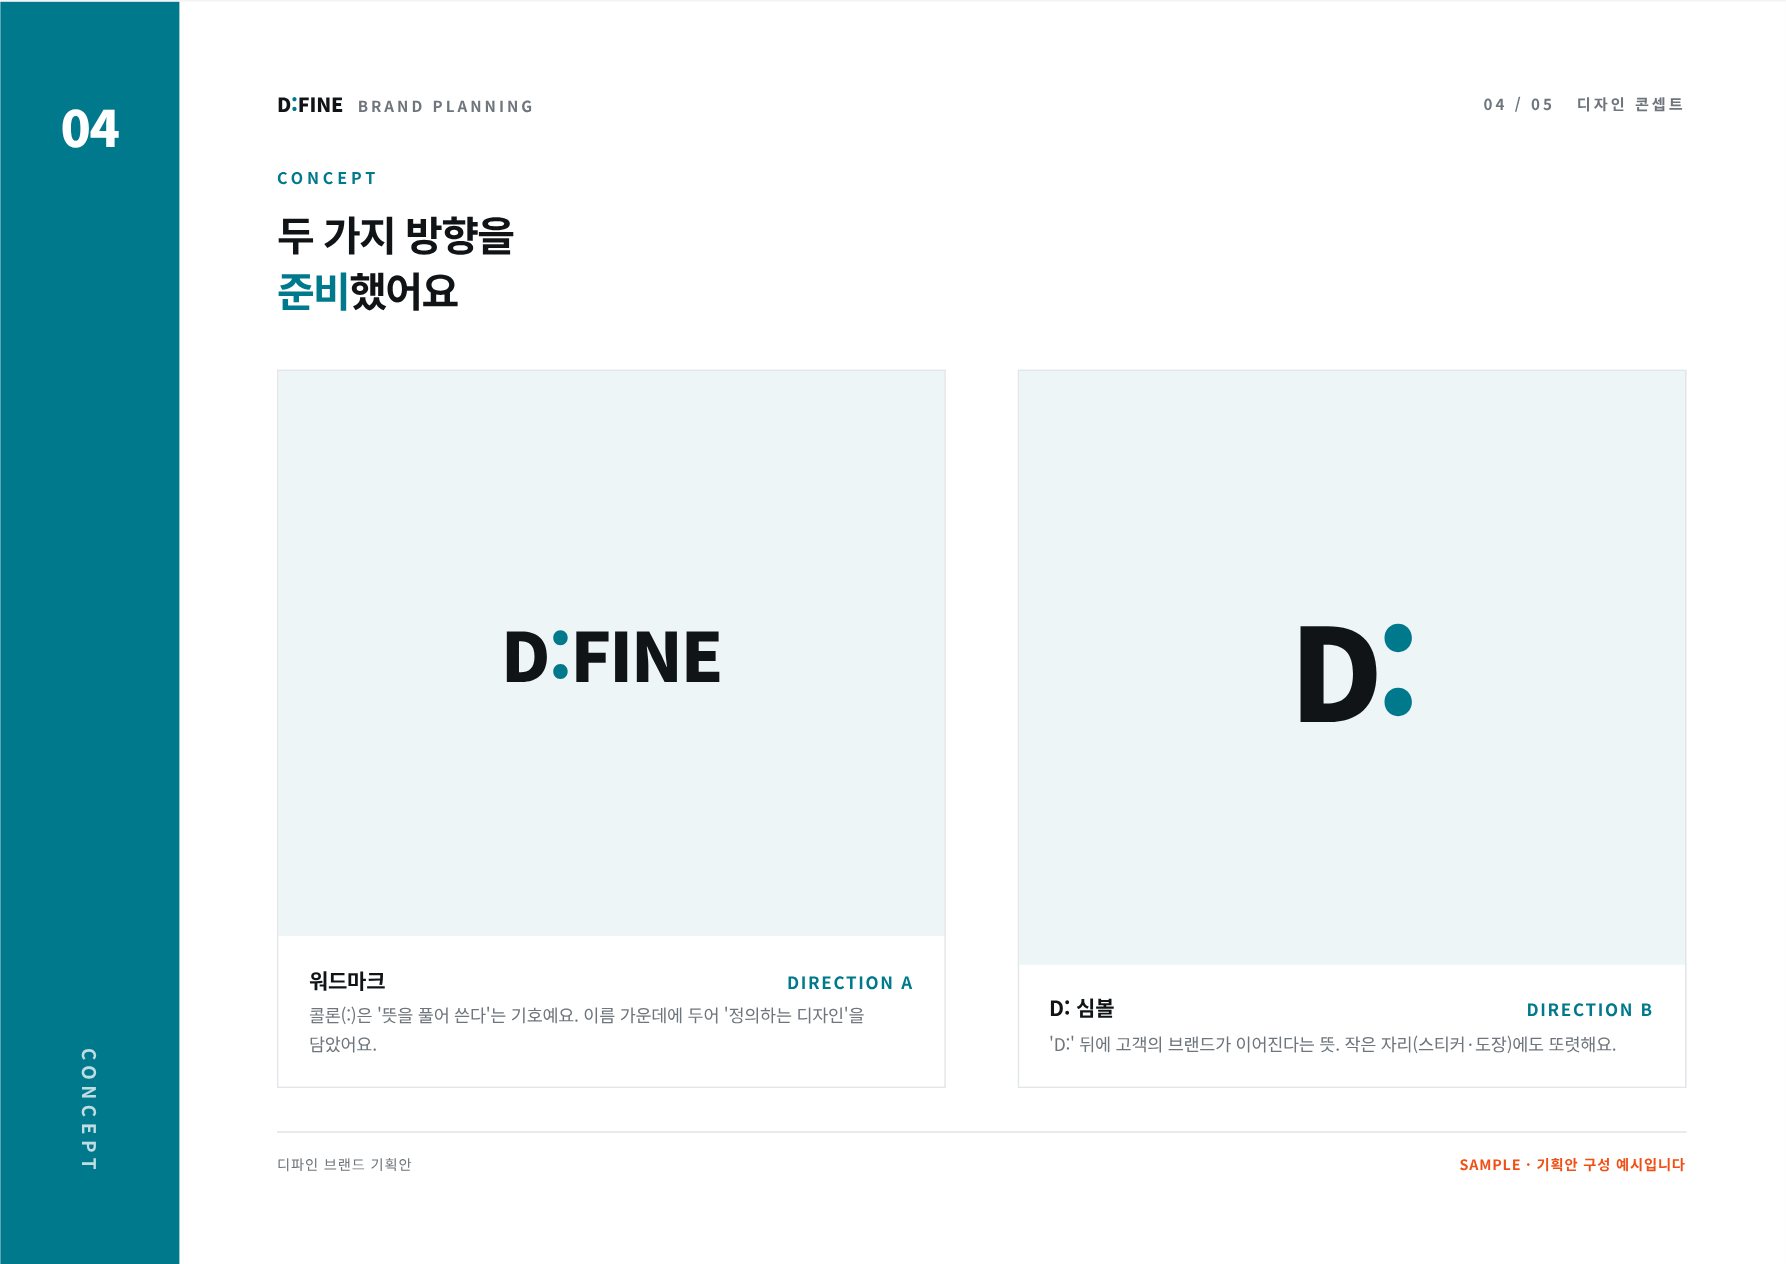 04
D:FINE BRAND PLANNING
04 / 05 디자인 콘셉트
CONCEPT
두 가지 방향을
준비했어요
D:FINE
D:
워드마크
DIRECTION A
콜론(:)은 '뜻을 풀어 쓴다'는 기호예요. 이름 가운데에 두어 '정의하는 디자인'을
담았어요.
D: 심볼
DIRECTION B
'D:' 뒤에 고객의 브랜드가 이어진다는 뜻. 작은 자리(스티커·도장)에도 또렷해요.
CONCEPT
디파인 브랜드 기획안
SAMPLE · 기획안 구성 예시입니다